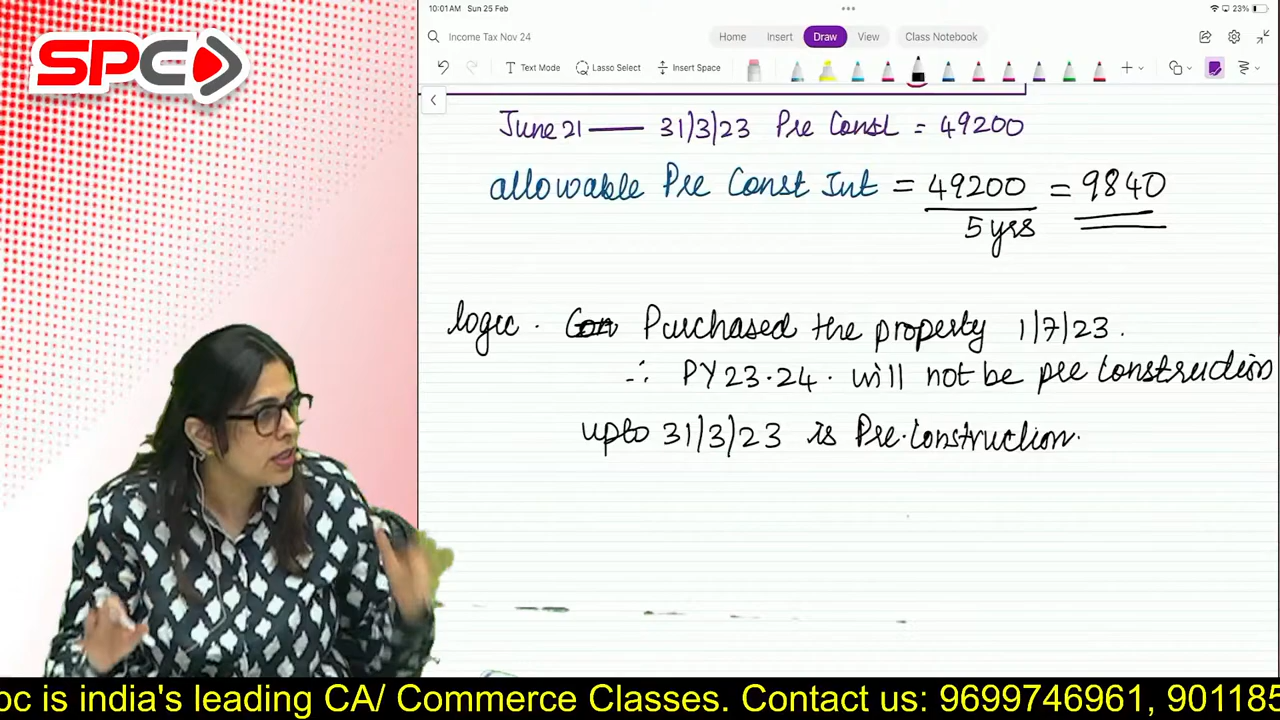 10:01AM Sun 25 Feb
23%
SPC
Income Tax Nov 24
Home Insert Draw View Class Notebook
Text Mode Lasso Select Insert Space
June 21 — 31/3/23 Pre Const = 49200
allowable Pre Const Int = 49200 = 9840
5 yrs
logic . Con Purchased the property 1/7/23.
∴ PY 23.24. will not be pre construction
upto 31/3/23 is Pre.Construction.
oc is india's leading CA/ Commerce Classes. Contact us: 9699746961, 901185